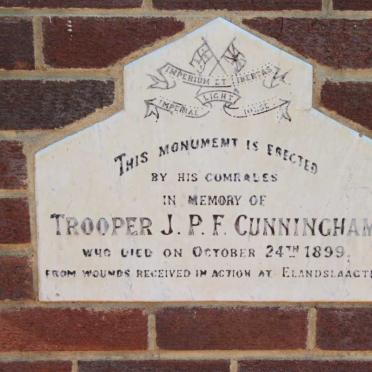 IMPERIUM ET LIBERTAS
LIGHT
IMPERIAL HORSE
THIS MONUMENT IS ERECTED
BY HIS COMRADES
IN MEMORY OF
TROOPER J. P. F. CUNNINGHAM
WHO DIED ON OCTOBER 24TH 1899.
FROM WOUNDS RECEIVED IN ACTION AT ELANDSLAAGTE